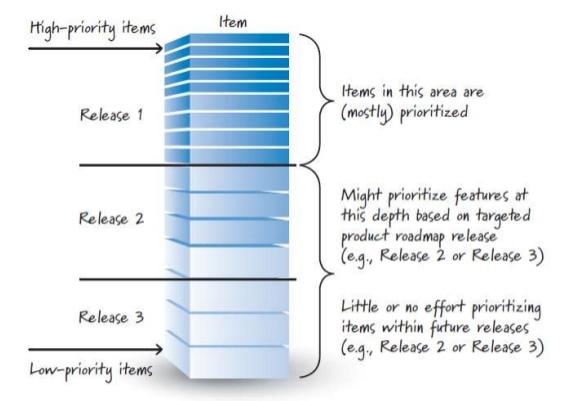 Item
High-priority items
Items in this area are
(mostly) prioritized
Release 1
Might prioritize features at
this depth based on targeted
product roadmap release
(e.g., Release 2 or Release 3)
Release 2
Little or no effort prioritizing
items within future releases
(e.g., Release 2 or Release 3)
Release 3
Low-priority items